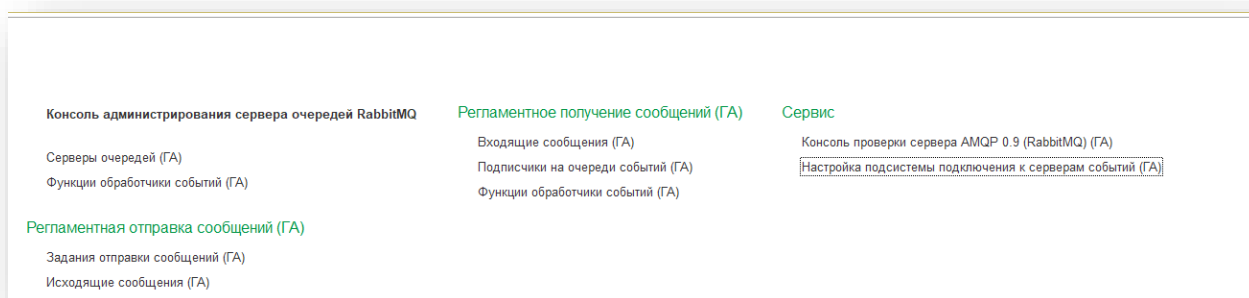 Консоль администрирования сервера очередей RabbitMQ
Серверы очередей (ГА)
Функции обработчики событий (ГА)
Регламентная отправка сообщений (ГА)
Задания отправки сообщений (ГА)
Исходящие сообщения (ГА)
Регламентное получение сообщений (ГА)
Входящие сообщения (ГА)
Подписчики на очереди событий (ГА)
Функции обработчики событий (ГА)
Сервис
Консоль проверки сервера AMQP 0.9 (RabbitMQ) (ГА)
Настройка подсистемы подключения к серверам событий (ГА)